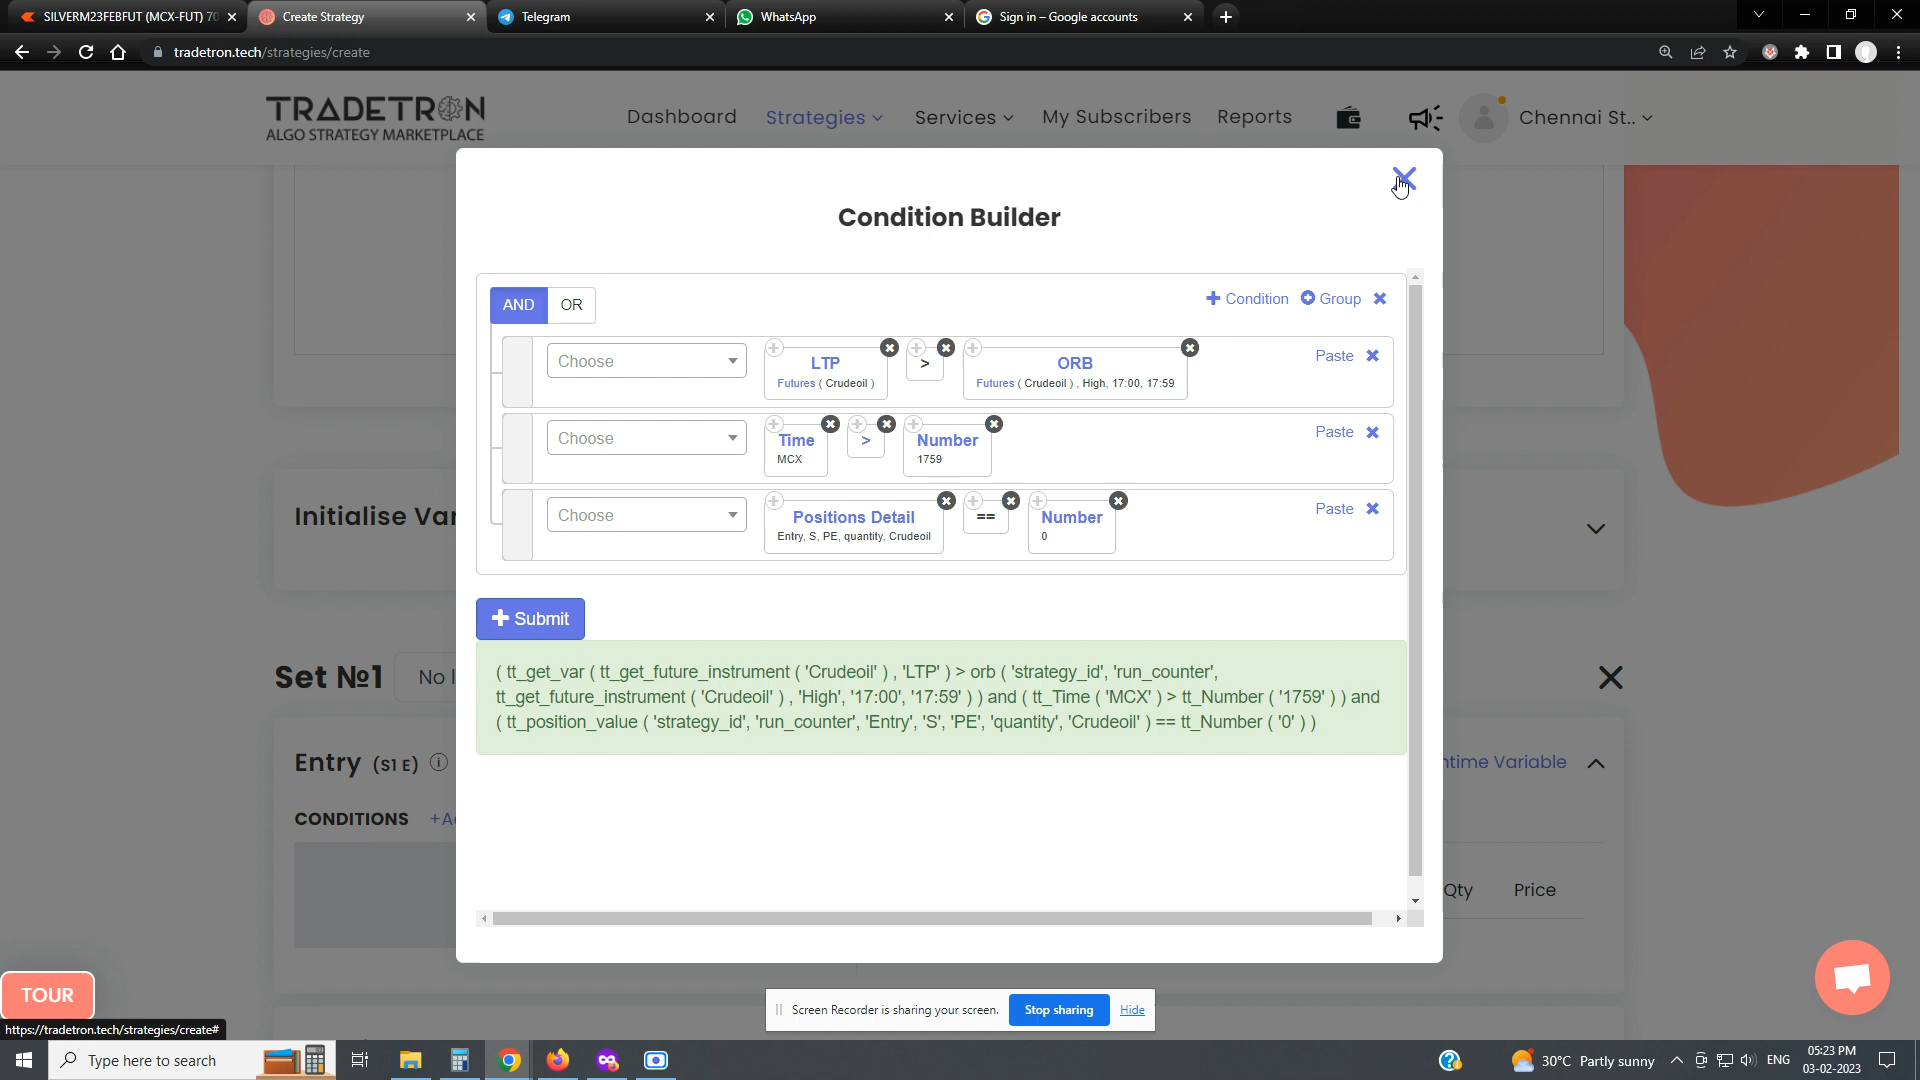 SILVERM23FEBFUT (MCX-FUT) 70
Create Strategy
Telegram
WhatsApp
Sign in – Google accounts
tradetron.tech/strategies/create
TRADETRON
ALGO STRATEGY MARKETPLACE
Dashboard
Strategies
Services
My Subscribers
Reports
Chennai St..
Condition Builder
AND
OR
Condition
Group
Choose
LTP
Futures ( Crudeoil )
>
ORB
Futures ( Crudeoil ) , High, 17:00, 17:59
Paste
Choose
Time
MCX
>
Number
1759
Paste
Choose
Positions Detail
Entry, S, PE, quantity, Crudeoil
==
Number
0
Paste
Initialise Var
Submit
( tt_get_var ( tt_get_future_instrument ( 'Crudeoil' ) , 'LTP' ) > orb ( 'strategy_id', 'run_counter',
tt_get_future_instrument ( 'Crudeoil' ) , 'High', '17:00', '17:59' ) ) and ( tt_Time ( 'MCX' ) > tt_Number ( '1759' ) ) and
( tt_position_value ( 'strategy_id', 'run_counter', 'Entry', 'S', 'PE', 'quantity', 'Crudeoil' ) == tt_Number ( '0' ) )
Set №1
No l
Entry (S1 E)
ntime Variable
CONDITIONS
+A
Qty
Price
TOUR
Screen Recorder is sharing your screen.
Stop sharing
Hide
https://tradetron.tech/strategies/create#
Type here to search
30°C Partly sunny
ENG
05:23 PM
03-02-2023